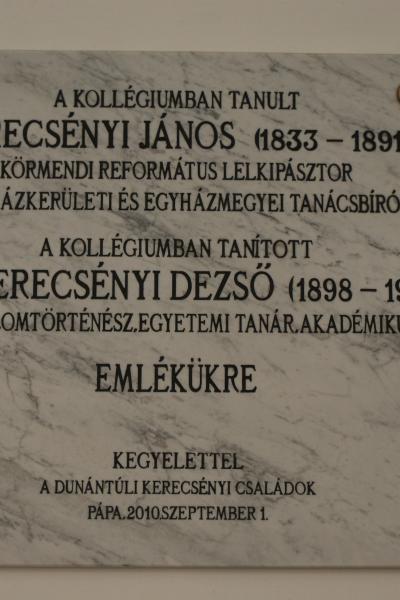 A KOLLÉGIUMBAN TANULT
RECSÉNYI JÁNOS (1833 – 1891
KÖRMENDI REFORMÁTUS LELKIPÁSZTOR
ÁZKERÜLETI ÉS EGYHÁZMEGYEI TANÁCSBÍRÓ
A KOLLÉGIUMBAN TANÍTOTT
ERECSÉNYI DEZSŐ (1898 – 19
OMTÖRTÉNÉSZ, EGYETEMI TANÁR, AKADÉMIKU
EMLÉKÜKRE
KEGYELETTEL
A DUNÁNTÚLI KERECSÉNYI CSALÁDOK
PÁPA, 2010. SZEPTEMBER 1.